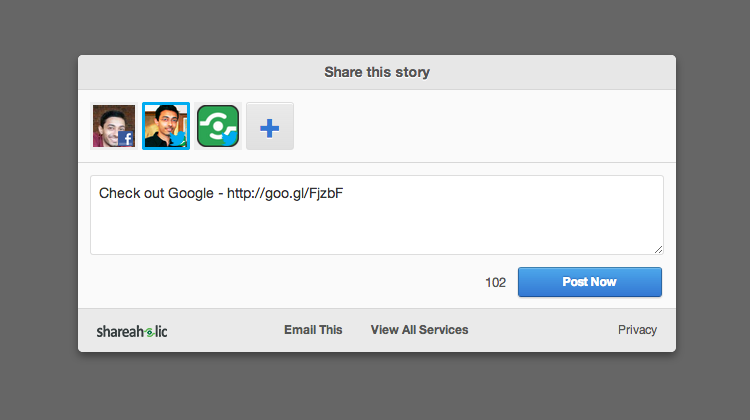 Share this story
f
Check out Google - http://goo.gl/FjzbF
102
Post Now
shareaholic
Email This
View All Services
Privacy